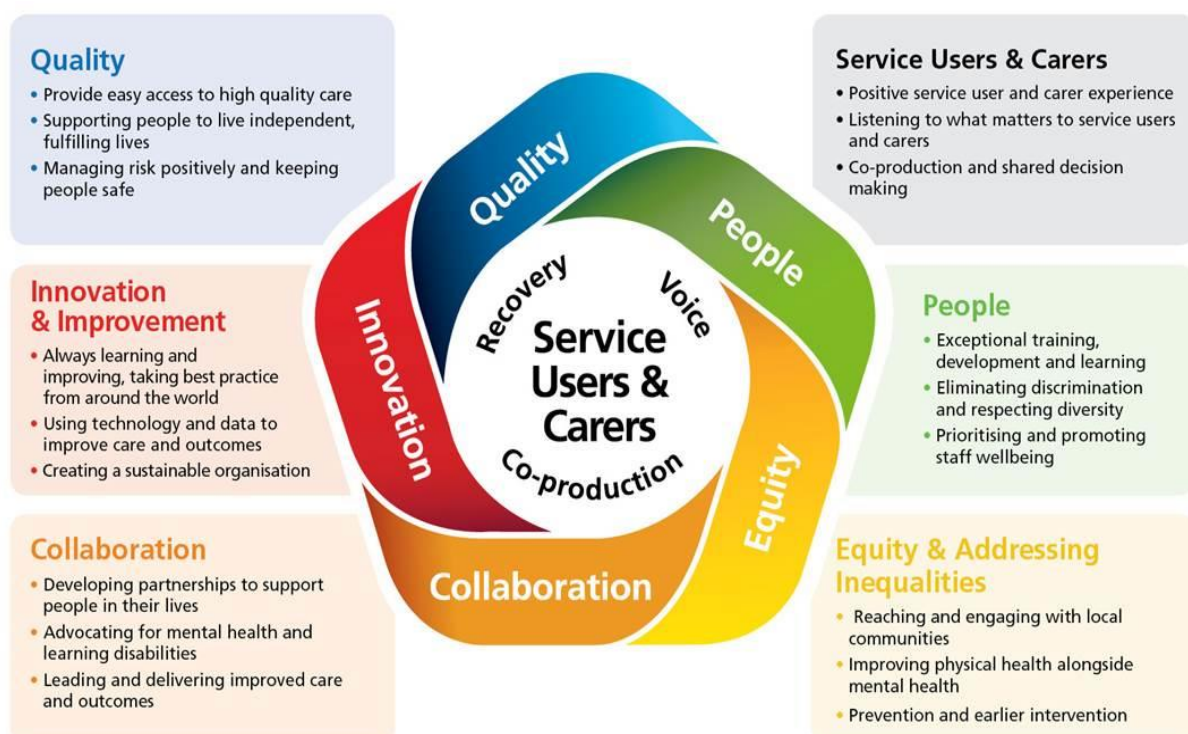 Quality
• Provide easy access to high quality care
• Supporting people to live independent,
fulfilling lives
• Managing risk positively and keeping
people safe
Innovation
& Improvement
• Always learning and
improving, taking best practice
from around the world
• Using technology and data to
improve care and outcomes
• Creating a sustainable organisation
Collaboration
• Developing partnerships to support
people in their lives
• Advocating for mental health and
learning disabilities
• Leading and delivering improved care
and outcomes
Quality
People
Equity
Collaboration
Innovation
Recovery
Voice
Service
Users &
Carers
Co-production
Service Users & Carers
• Positive service user and carer experience
• Listening to what matters to service users
and carers
• Co-production and shared decision
making
People
• Exceptional training,
development and learning
• Eliminating discrimination
and respecting diversity
• Prioritising and promoting
staff wellbeing
Equity & Addressing
Inequalities
• Reaching and engaging with local
communities
• Improving physical health alongside
mental health
• Prevention and earlier intervention